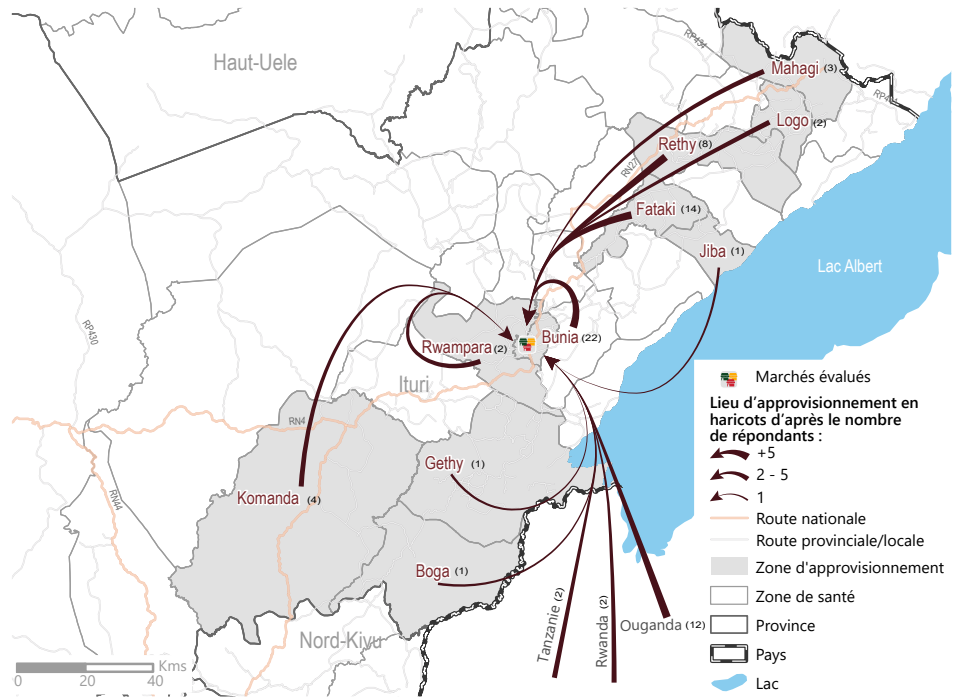 Haut-Uele
RP434
Mahagi (3)
RP4
Logo (2)
Rethy (8)
RN27
Fataki (14)
Jiba (1)
Lac Albert
RP430
Bunia (22)
Rwampara (2)
Ituri
RN4
Gethy (1)
Komanda (4)
RN44
Boga (1)
Tanzanie (2)
Rwanda (2)
Ouganda (12)
Nord-Kivu
Kms
0 20 40
Marchés évalués
Lieu d'approvisionnement en
haricots d'après le nombre
de répondants :
+5
2 - 5
1
Route nationale
Route provinciale/locale
Zone d'approvisionnement
Zone de santé
Province
Pays
Lac